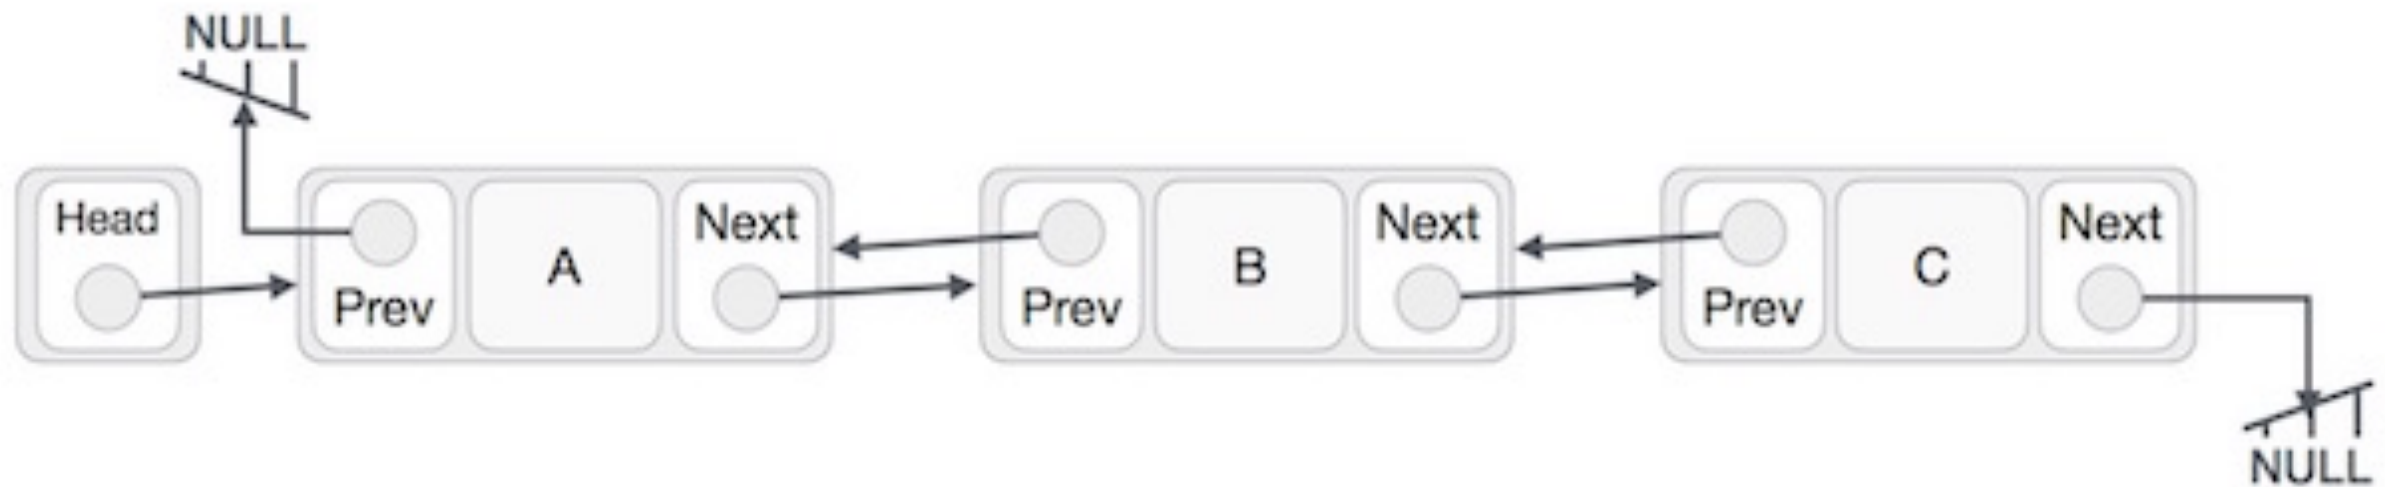 NULL
Head
Prev
A
Next
Prev
B
Next
Prev
C
Next
NULL